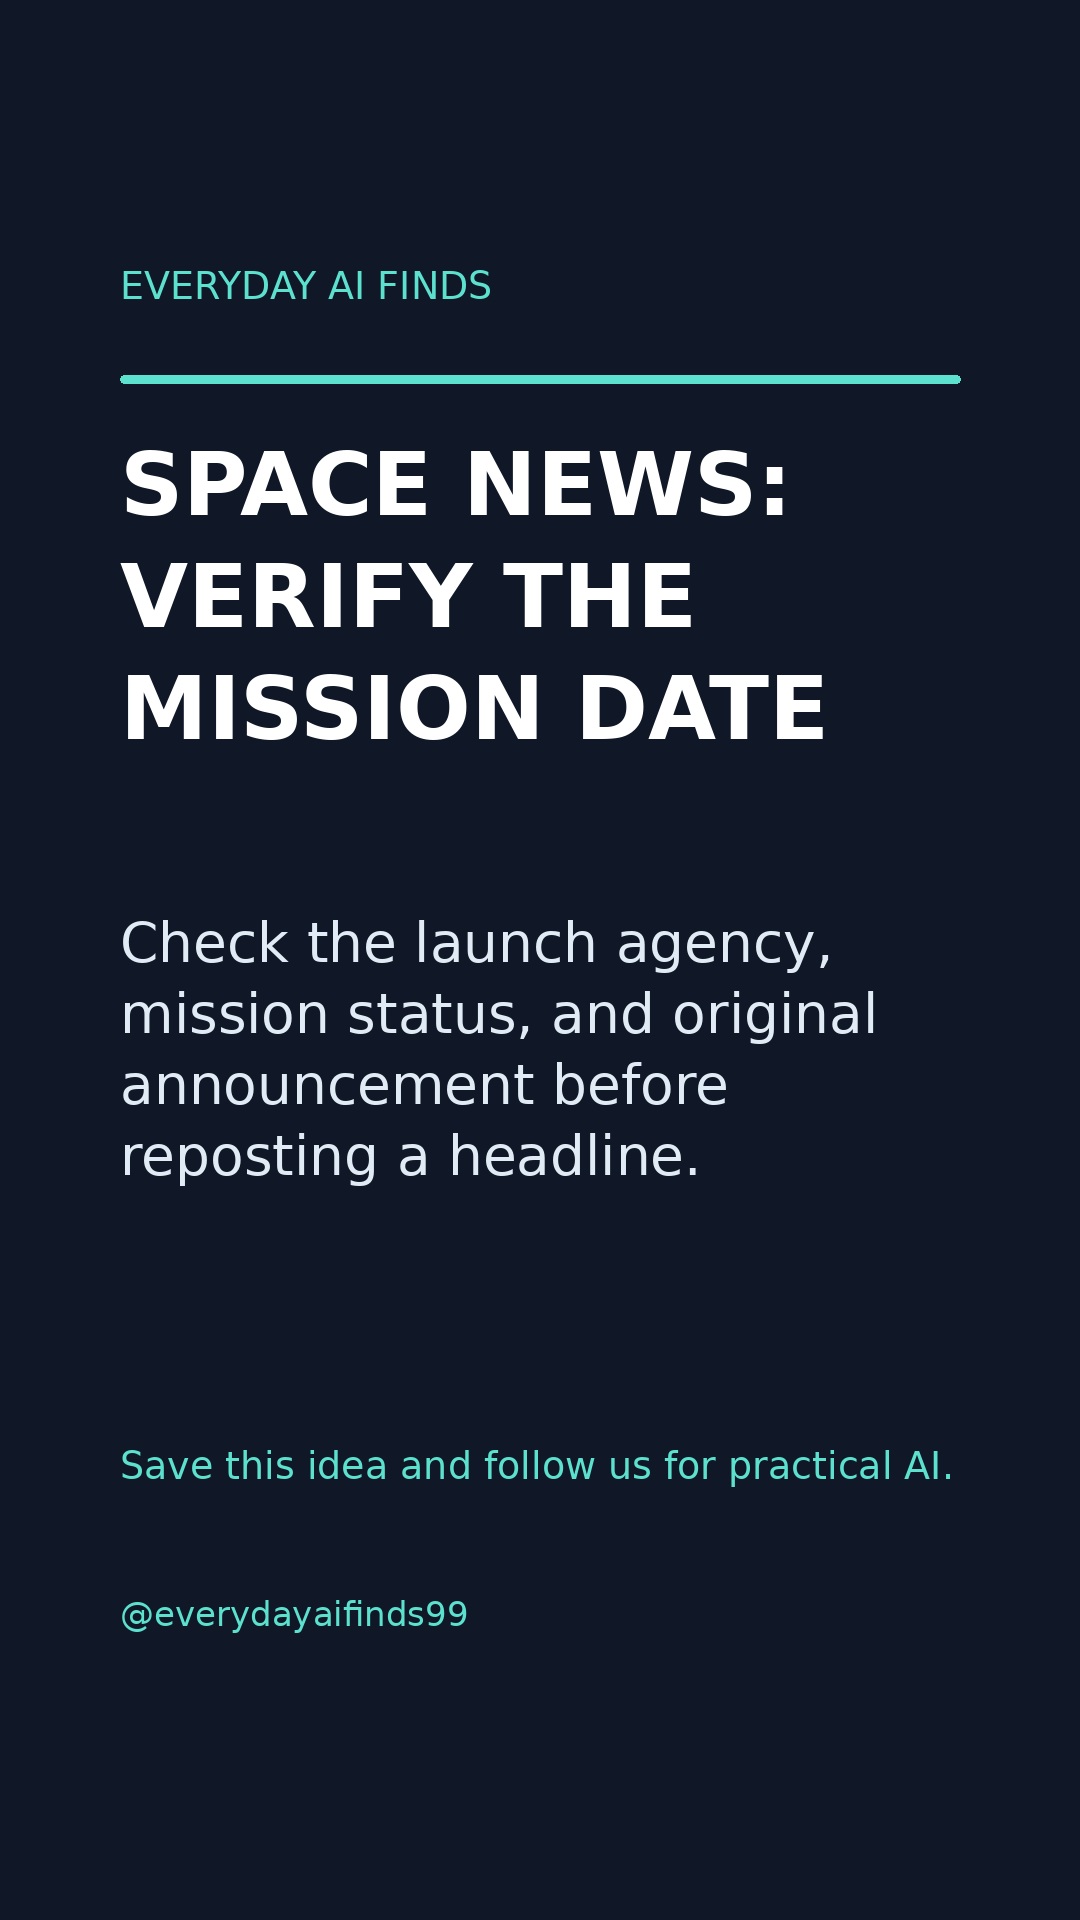 EVERYDAY AI FINDS
SPACE NEWS:
VERIFY THE
MISSION DATE
Check the launch agency,
mission status, and original
announcement before
reposting a headline.
Save this idea and follow us for practical AI.
@everydayaifinds99